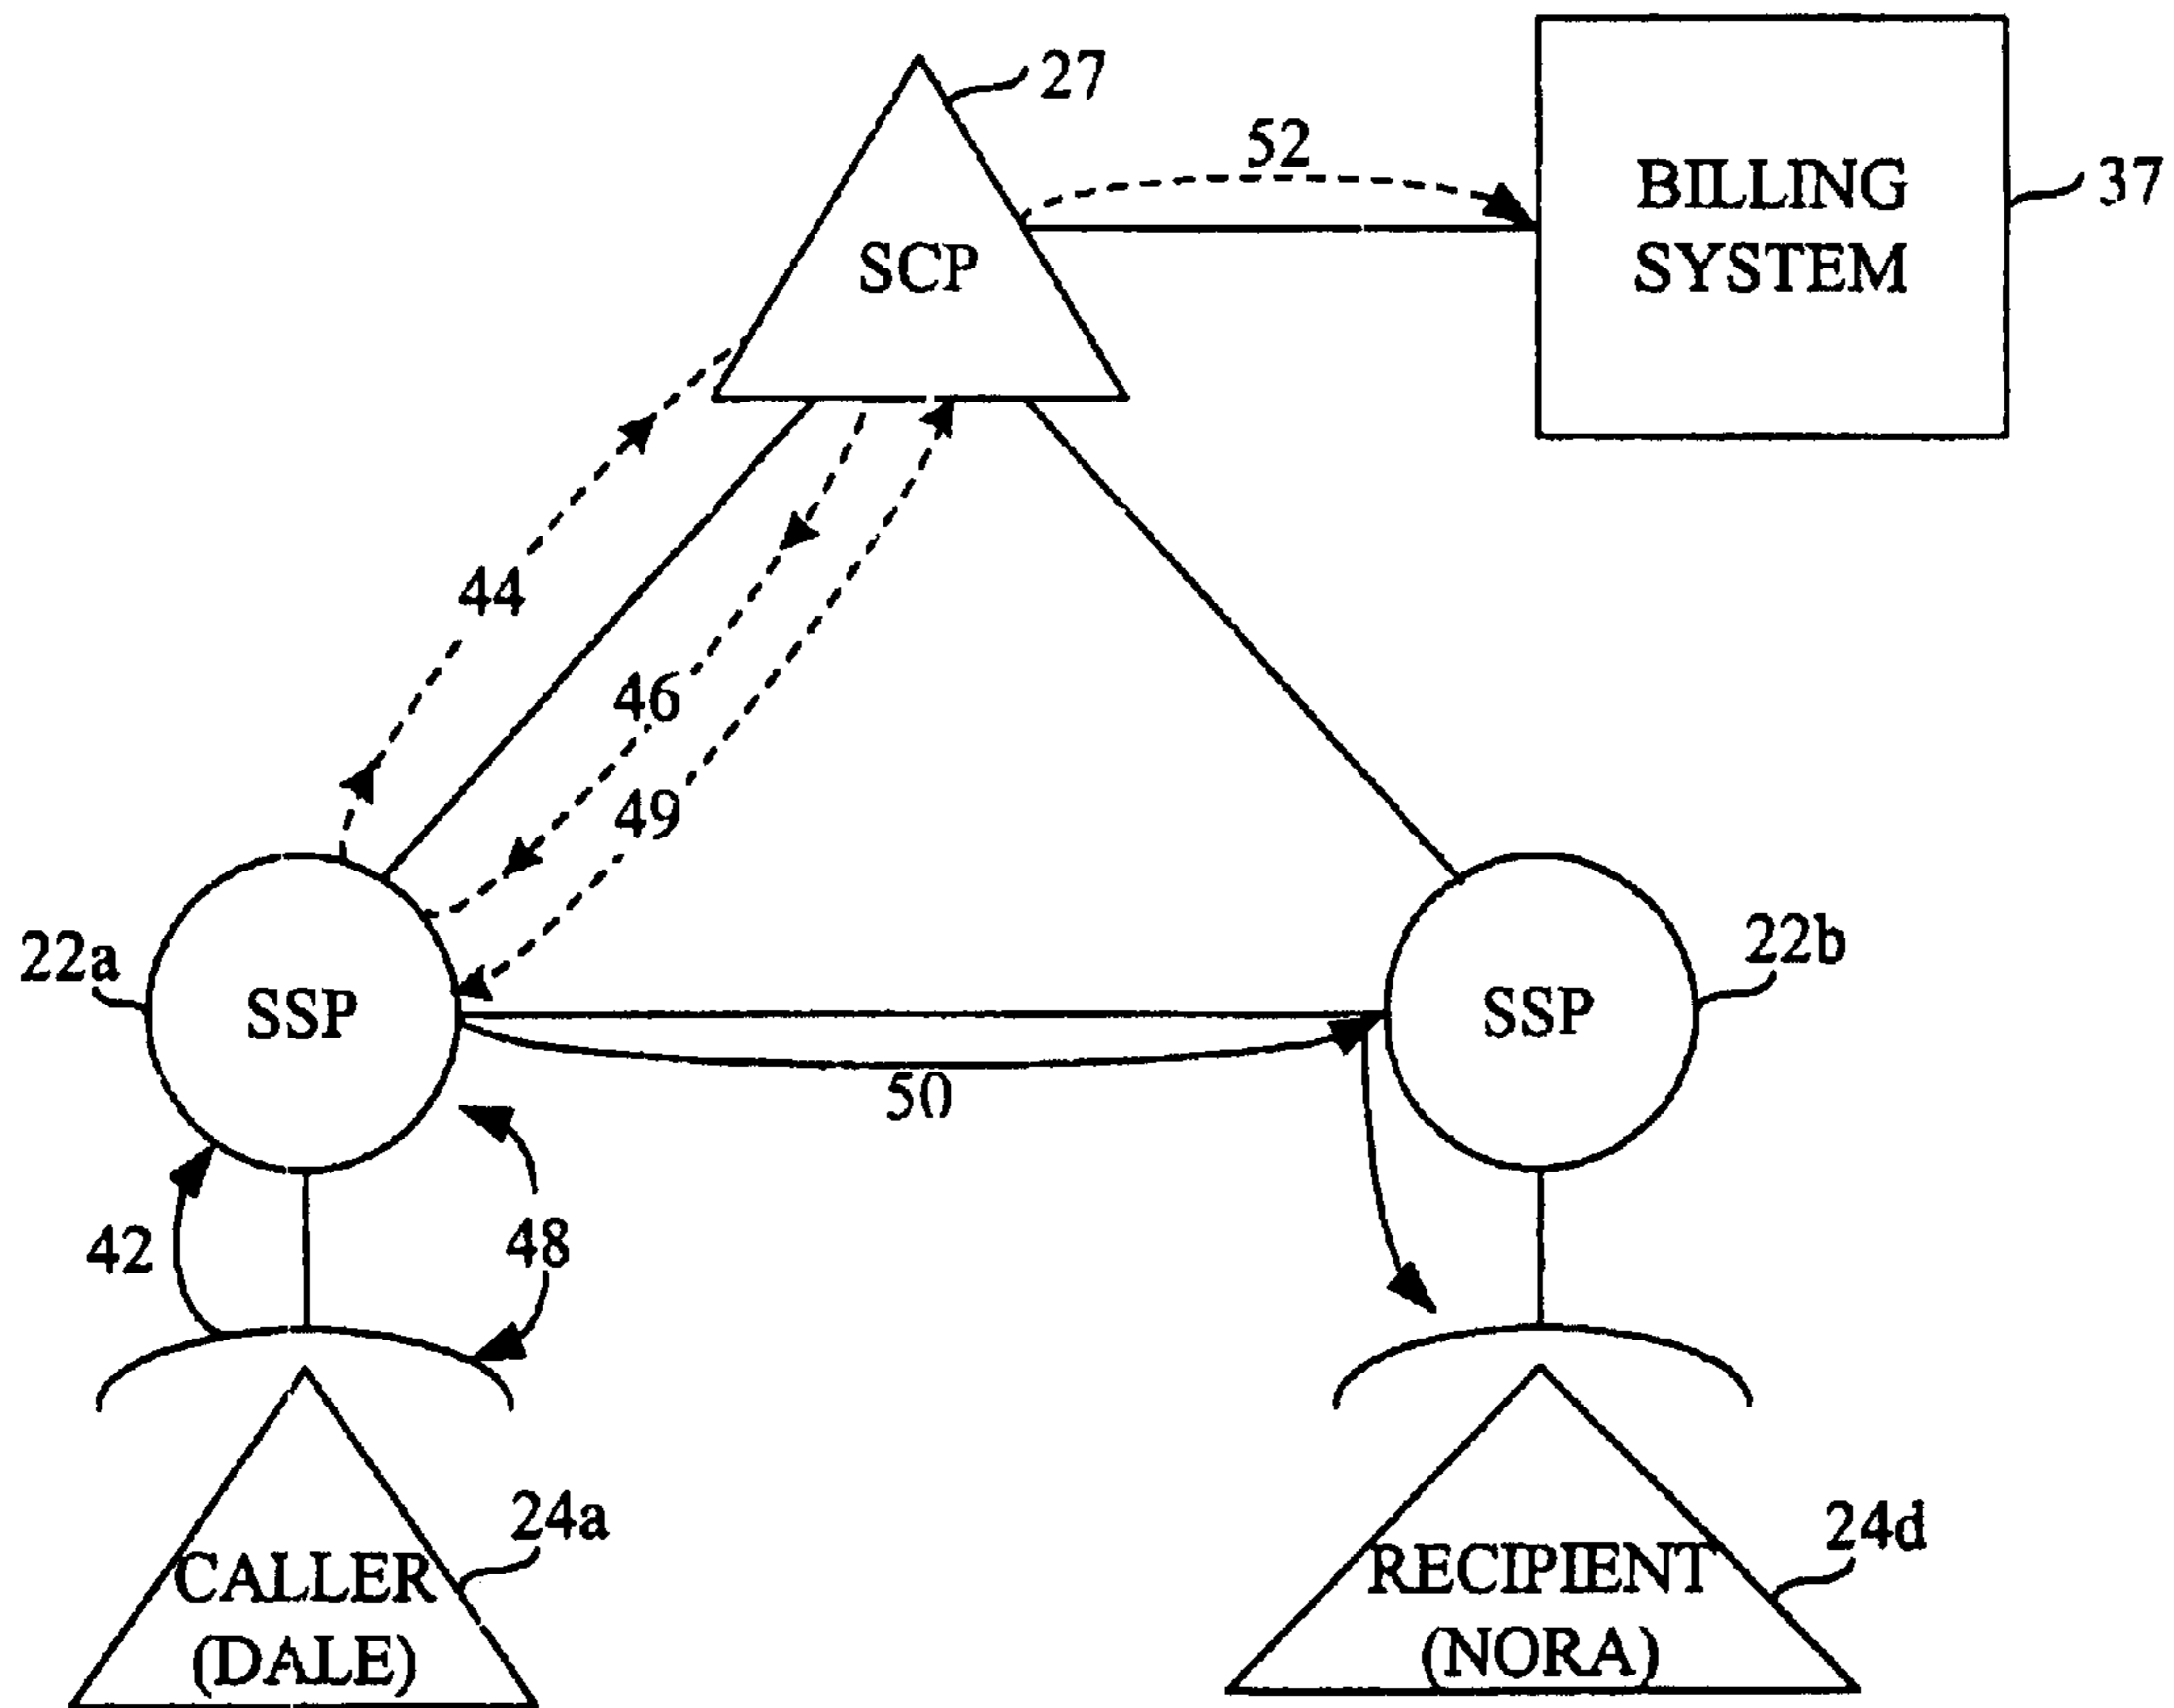 27
52
BILLING
SYSTEM
37
SCP
44
46
49
22a
SSP
SSP
22b
50
42
48
24a
CALLER
(DALE)
24d
RECIPIENT
(NORA)